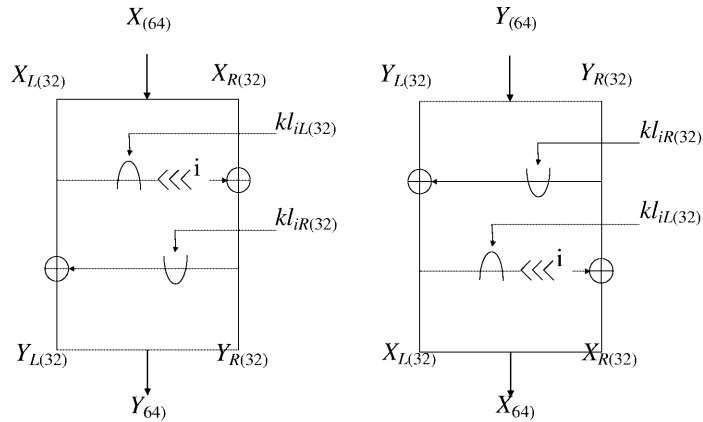 X(64)
Y(64)
XL(32)
XR(32)
YL(32)
YR(32)
kliL(32)
kliR(32)
<<<i
kliR(32)
kliL(32)
<<<i
YL(32)
YR(32)
XL(32)
XR(32)
Y64)
X64)